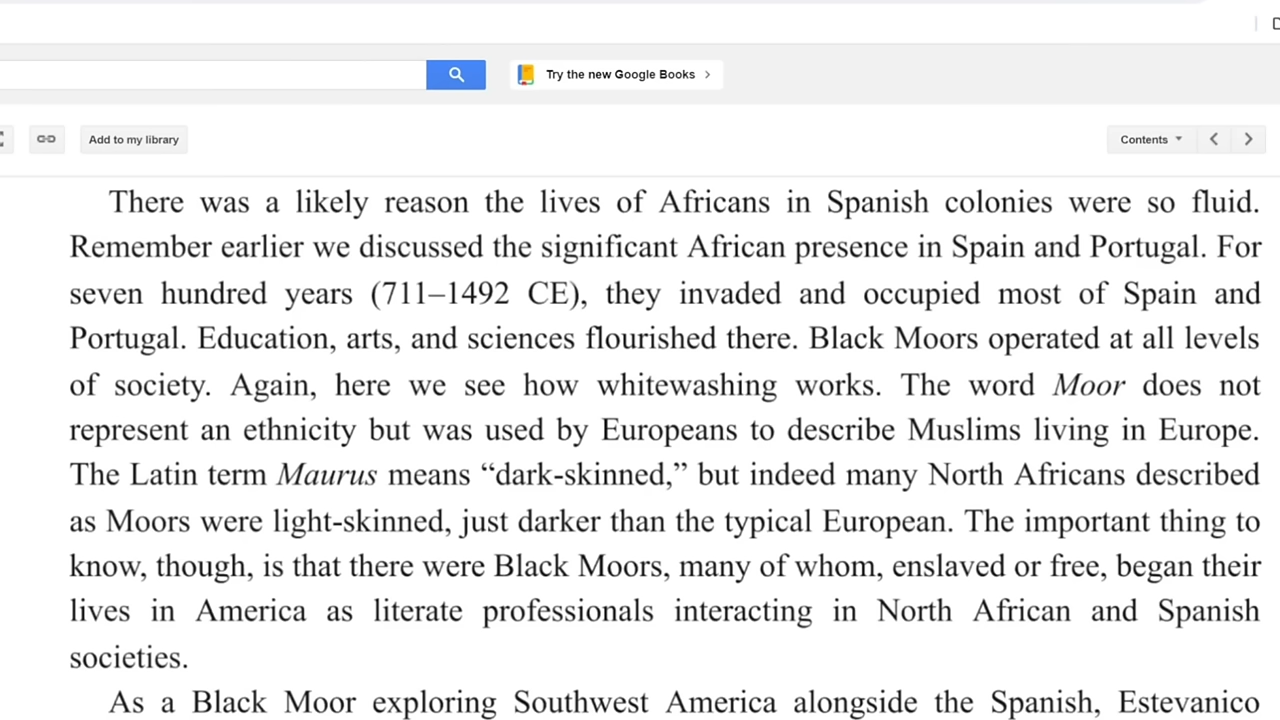 Try the new Google Books
Add to my library
Contents
There was a likely reason the lives of Africans in Spanish colonies were so fluid.
Remember earlier we discussed the significant African presence in Spain and Portugal. For
seven hundred years (711–1492 CE), they invaded and occupied most of Spain and
Portugal. Education, arts, and sciences flourished there. Black Moors operated at all levels
of society. Again, here we see how whitewashing works. The word Moor does not
represent an ethnicity but was used by Europeans to describe Muslims living in Europe.
The Latin term Maurus means “dark-skinned,” but indeed many North Africans described
as Moors were light-skinned, just darker than the typical European. The important thing to
know, though, is that there were Black Moors, many of whom, enslaved or free, began their
lives in America as literate professionals interacting in North African and Spanish
societies.
As a Black Moor exploring Southwest America alongside the Spanish, Estevanico